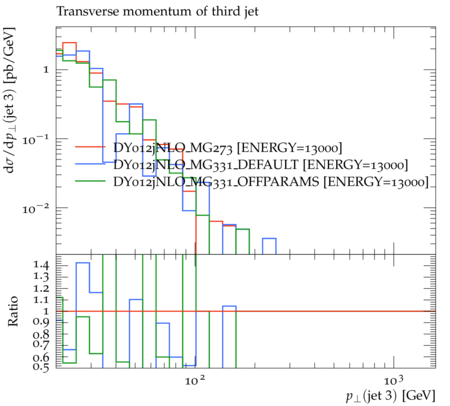 Transverse momentum of third jet
dσ/dp⊥(jet 3) [pb/GeV]
1
10⁻¹
10⁻²
DY012jNLO_MG273 [ENERGY=13000]
DY012jNLO_MG331_DEFAULT [ENERGY=13000]
DY012jNLO_MG331_OFFPARAMS [ENERGY=13000]
Ratio
1.4
1.3
1.2
1.1
1
0.9
0.8
0.7
0.6
0.5
10²
10³
p⊥(jet 3) [GeV]